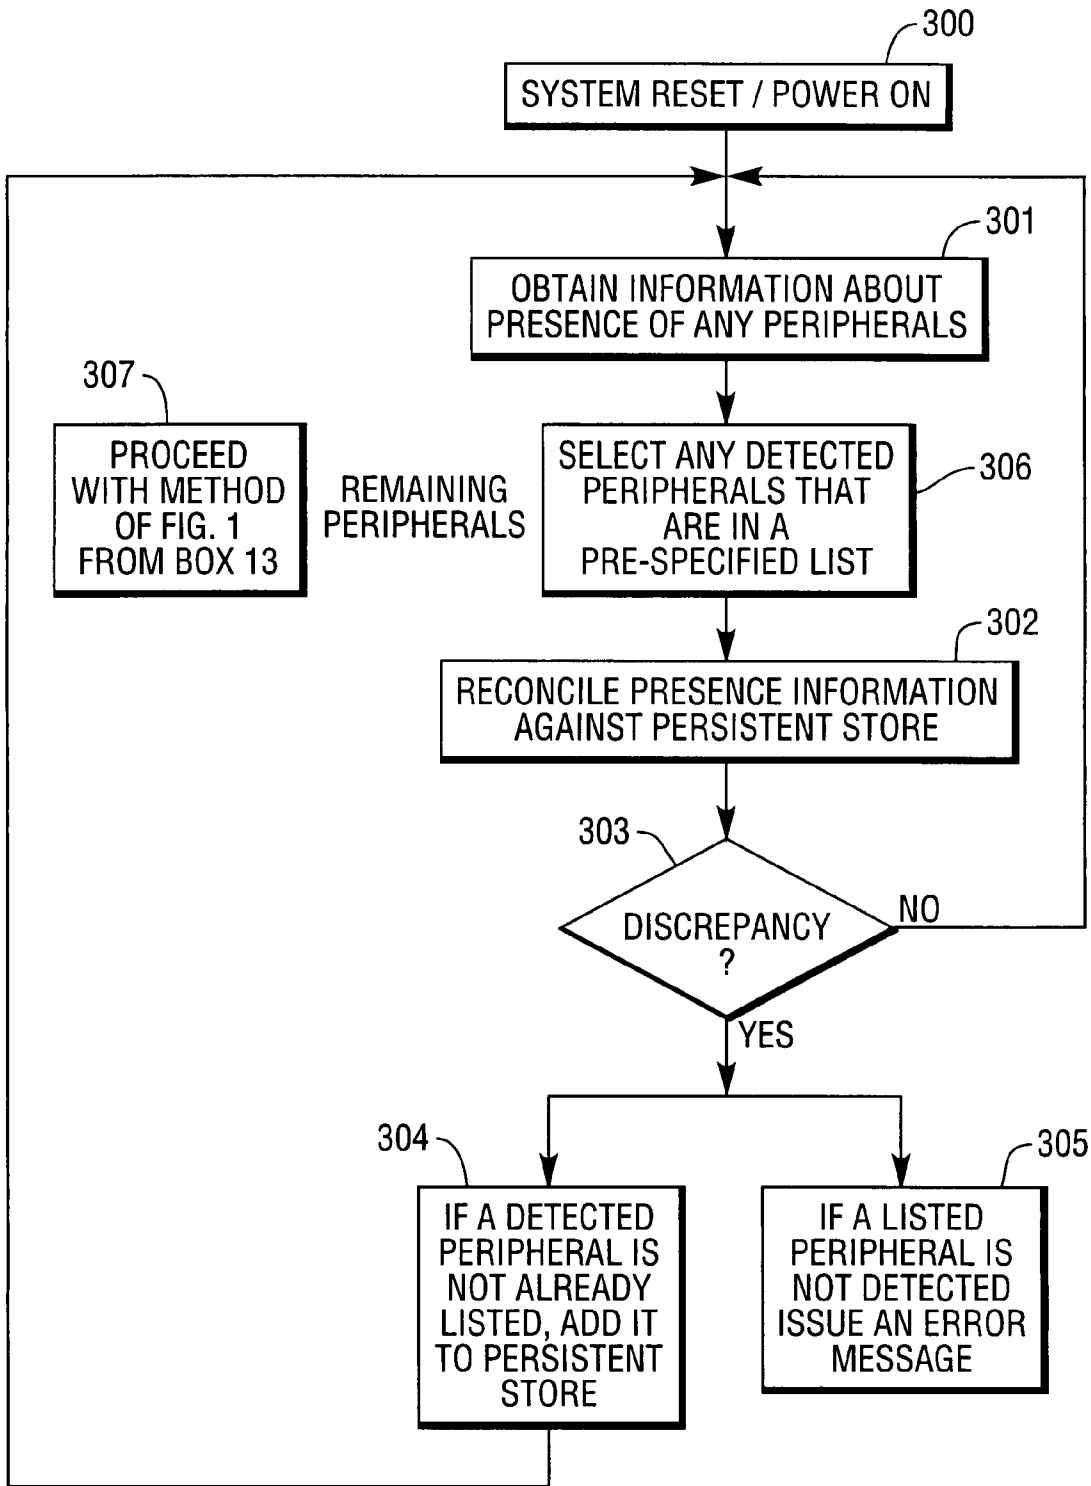 300
SYSTEM RESET / POWER ON
301
OBTAIN INFORMATION ABOUT
PRESENCE OF ANY PERIPHERALS
307
PROCEED
WITH METHOD
OF FIG. 1
FROM BOX 13
REMAINING
PERIPHERALS
SELECT ANY DETECTED
PERIPHERALS THAT
ARE IN A
PRE-SPECIFIED LIST
306
302
RECONCILE PRESENCE INFORMATION
AGAINST PERSISTENT STORE
303
DISCREPANCY
?
NO
YES
304
IF A DETECTED
PERIPHERAL IS
NOT ALREADY
LISTED, ADD IT
TO PERSISTENT
STORE
305
IF A LISTED
PERIPHERAL IS
NOT DETECTED
ISSUE AN ERROR
MESSAGE